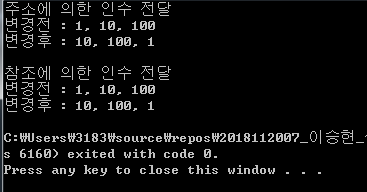 주소에 의한 인수 전달
변경전 : 1, 10, 100
변경후 : 10, 100, 1
참조에 의한 인수 전달
변경전 : 1, 10, 100
변경후 : 10, 100, 1
C:₩Users₩3183₩source₩repos₩2018112007_이승현_
s 6160> exited with code 0.
Press any key to close this window . . .